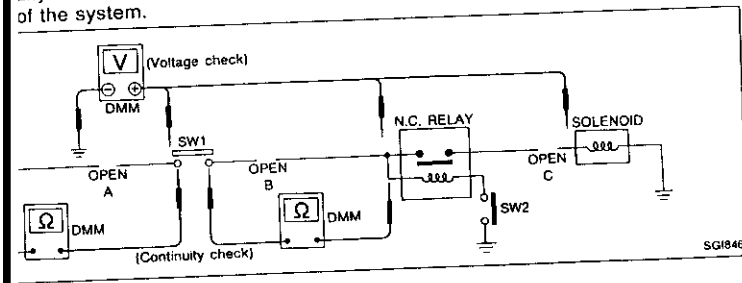 of the system.
V
(Voltage check)
DMM
SW1
N.C. RELAY
SOLENOID
OPEN
A
OPEN
B
OPEN
C
Ω
DMM
Ω
DMM
SW2
(Continuity check)
SGI846